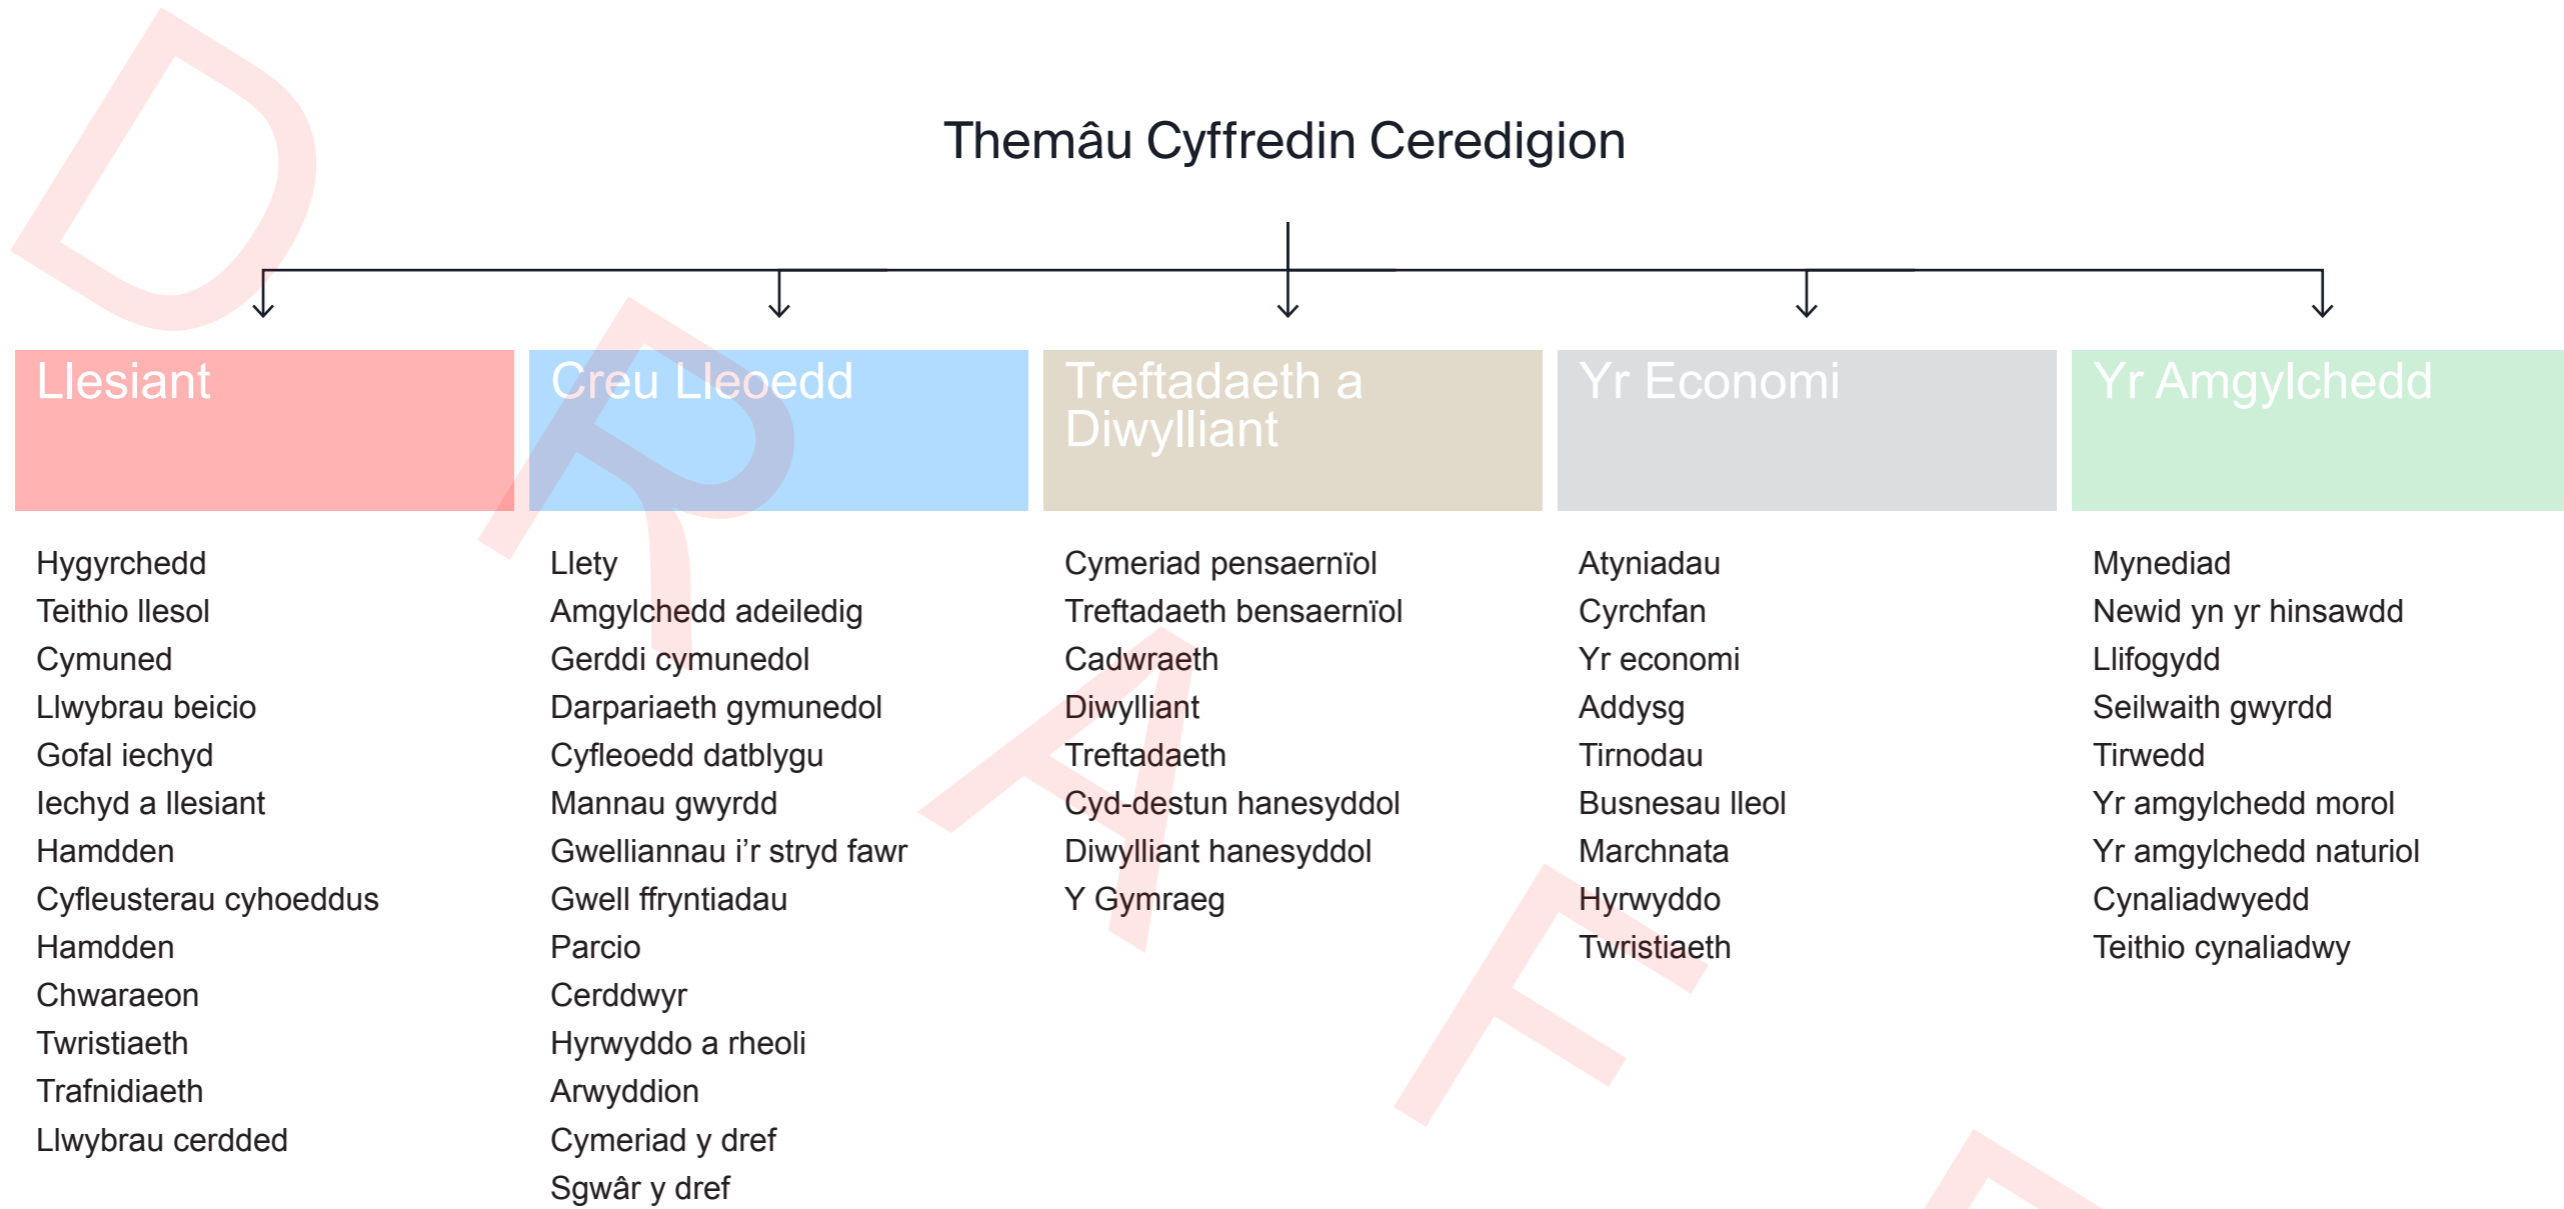 Themâu Cyffredin Ceredigion
Llesiant
Hygyrchedd
Teithio llesol
Cymuned
Llwybrau beicio
Gofal iechyd
Iechyd a llesiant
Hamdden
Cyfleusterau cyhoeddus
Hamdden
Chwaraeon
Twristiaeth
Trafnidiaeth
Llwybrau cerdded
Creu Lleoedd
Llety
Amgylchedd adeiledig
Gerddi cymunedol
Darpariaeth gymunedol
Cyfleoedd datblygu
Mannau gwyrdd
Gwelliannau i’r stryd fawr
Gwell ffryntiadau
Parcio
Cerddwyr
Hyrwyddo a rheoli
Arwyddion
Cymeriad y dref
Sgwâr y dref
Treftadaeth a
Diwylliant
Cymeriad pensaernïol
Treftadaeth bensaernïol
Cadwraeth
Diwylliant
Treftadaeth
Cyd-destun hanesyddol
Diwylliant hanesyddol
Y Gymraeg
Yr Economi
Atyniadau
Cyrchfan
Yr economi
Addysg
Tirnodau
Busnesau lleol
Marchnata
Hyrwyddo
Twristiaeth
Yr Amgylchedd
Mynediad
Newid yn yr hinsawdd
Llifogydd
Seilwaith gwyrdd
Tirwedd
Yr amgylchedd morol
Yr amgylchedd naturiol
Cynaliadwyedd
Teithio cynaliadwy
DRAF